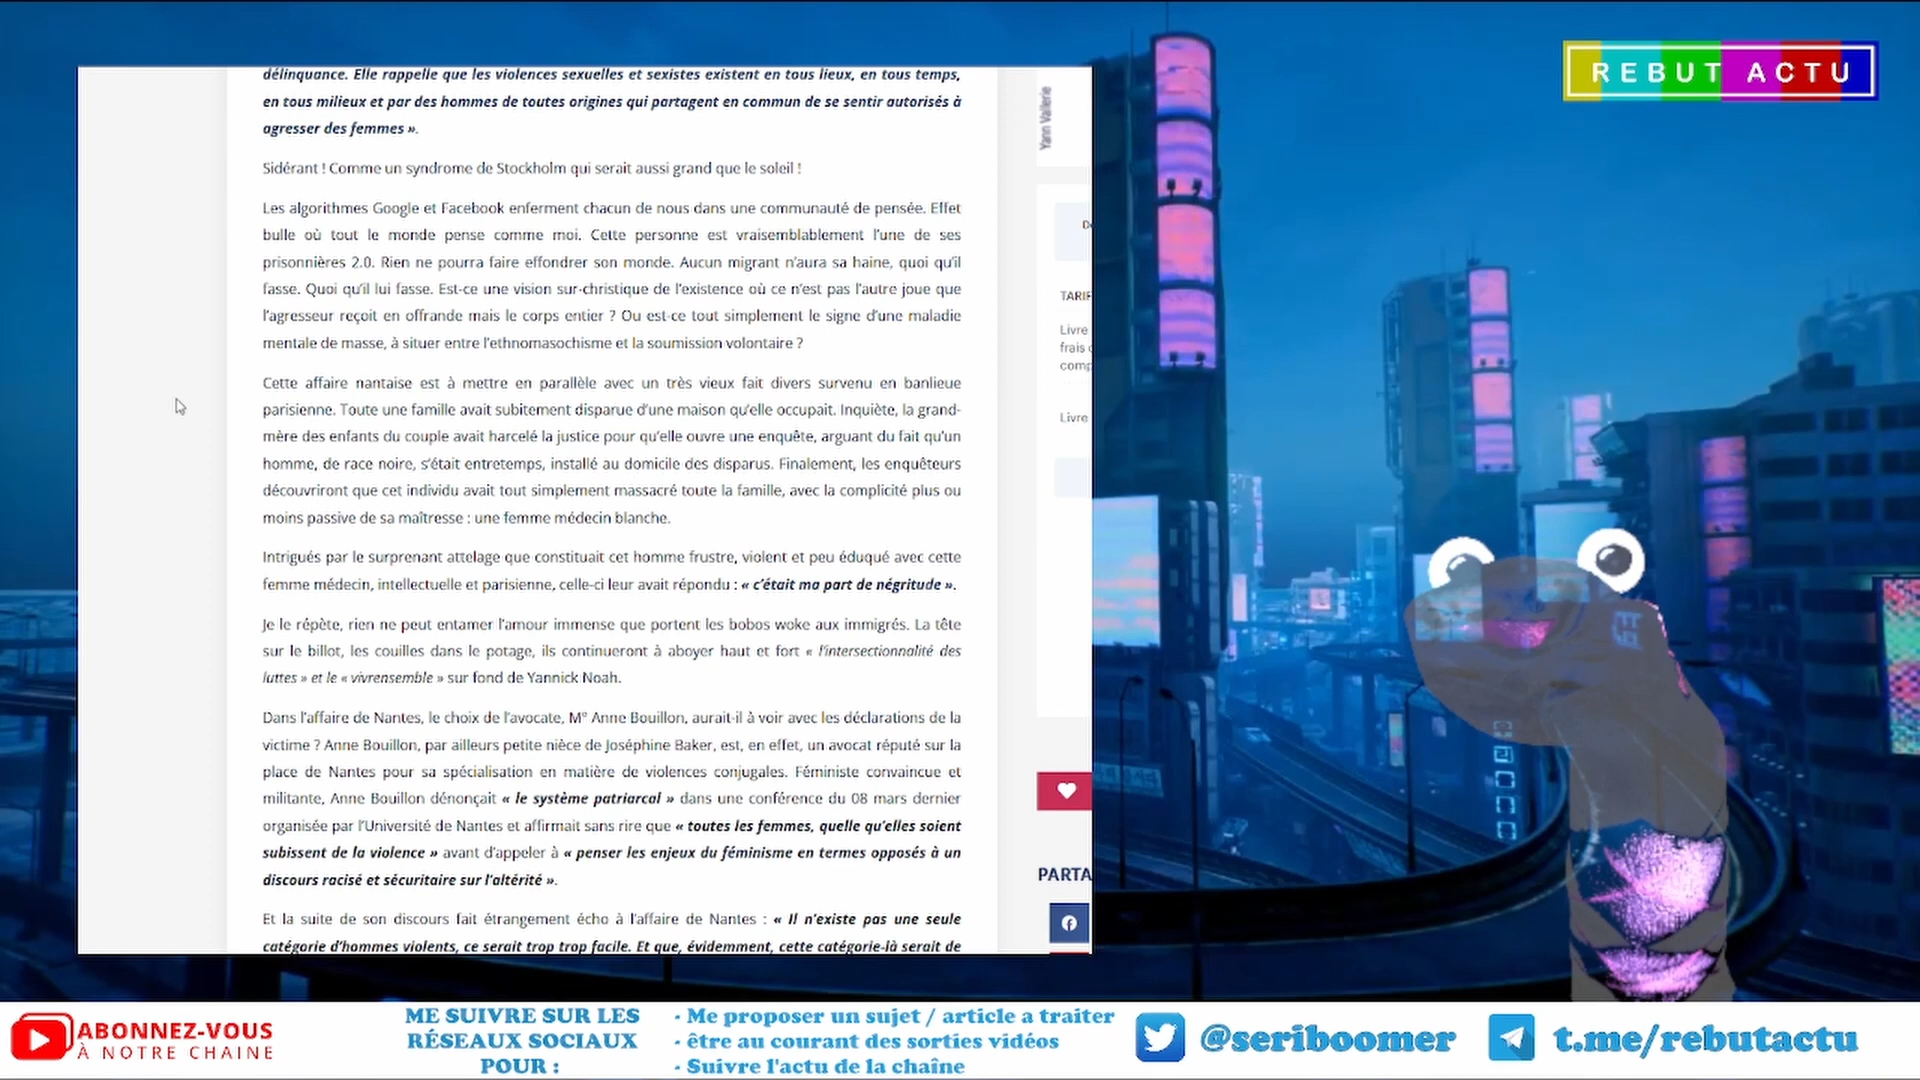 REBUT ACTU
délinquance. Elle rappelle que les violences sexuelles et sexistes existent en tous lieux, en tous temps,
en tous milieux et par des hommes de toutes origines qui partagent en commun de se sentir autorisés à
agresser des femmes ».
Sidérant ! Comme un syndrome de Stockholm qui serait aussi grand que le soleil !
Les algorithmes Google et Facebook enferment chacun de nous dans une communauté de pensée. Effet
bulle où tout le monde pense comme moi. Cette personne est vraisemblablement l'une de ses
prisonnières 2.0. Rien ne pourra faire effondrer son monde. Aucun migrant n'aura sa haine, quoi qu'il
fasse. Quoi qu'il lui fasse. Est-ce une vision sur-christique de l'existence où ce n'est pas l'autre joue que
l'agresseur reçoit en offrande mais le corps entier ? Ou est-ce tout simplement le signe d'une maladie
mentale de masse, à situer entre l'ethnomasochisme et la soumission volontaire ?
Cette affaire nantaise est à mettre en parallèle avec un très vieux fait divers survenu en banlieue
parisienne. Toute une famille avait subitement disparue d'une maison qu'elle occupait. Inquiète, la grand-
mère des enfants du couple avait harcelé la justice pour qu'elle ouvre une enquête, arguant du fait qu'un
homme, de race noire, s'était entretemps, installé au domicile des disparus. Finalement, les enquêteurs
découvriront que cet individu avait tout simplement massacré toute la famille, avec la complicité plus ou
moins passive de sa maîtresse : une femme médecin blanche.
Intrigués par le surprenant attelage que constituait cet homme frustre, violent et peu éduqué avec cette
femme médecin, intellectuelle et parisienne, celle-ci leur avait répondu : « c'était ma part de négritude ».
Je le répète, rien ne peut entamer l'amour immense que portent les bobos woke aux immigrés. La tête
sur le billot, les couilles dans le potage, ils continueront à aboyer haut et fort « l'intersectionnalité des
luttes » et le « vivrensemble » sur fond de Yannick Noah.
Dans l'affaire de Nantes, le choix de l'avocate, M° Anne Bouillon, aurait-il à voir avec les déclarations de la
victime ? Anne Bouillon, par ailleurs petite nièce de Joséphine Baker, est, en effet, un avocat réputé sur la
place de Nantes pour sa spécialisation en matière de violences conjugales. Féministe convaincue et
militante, Anne Bouillon dénonçait « le système patriarcal » dans une conférence du 08 mars dernier
organisée par l'Université de Nantes et affirmait sans rire que « toutes les femmes, quelle qu'elles soient
subissent de la violence » avant d'appeler à « penser les enjeux du féminisme en termes opposés à un
discours racisé et sécuritaire sur l'altérité ».
Et la suite de son discours fait étrangement écho à l'affaire de Nantes : « Il n'existe pas une seule
catégorie d'hommes violents, ce serait trop trop facile. Et que, évidemment, cette catégorie-là serait de
Yann Vallerie
TARIF
Livre
frais
comp
Livre
PARTA
ABONNEZ-VOUS
À NOTRE CHAINE
ME SUIVRE SUR LES
RÉSEAUX SOCIAUX
POUR :
- Me proposer un sujet / article a traiter
- être au courant des sorties vidéos
- Suivre l'actu de la chaîne
@seriboomer
t.me/rebutactu